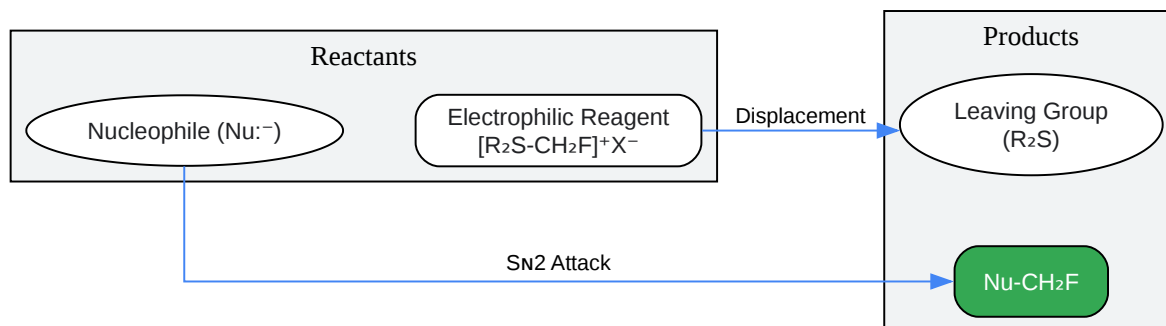 Reactants
Nucleophile (Nu:⁻)
Electrophilic Reagent
[R₂S-CH₂F]⁺X⁻
Displacement
Products
Leaving Group
(R₂S)
Sɴ2 Attack
Nu-CH₂F